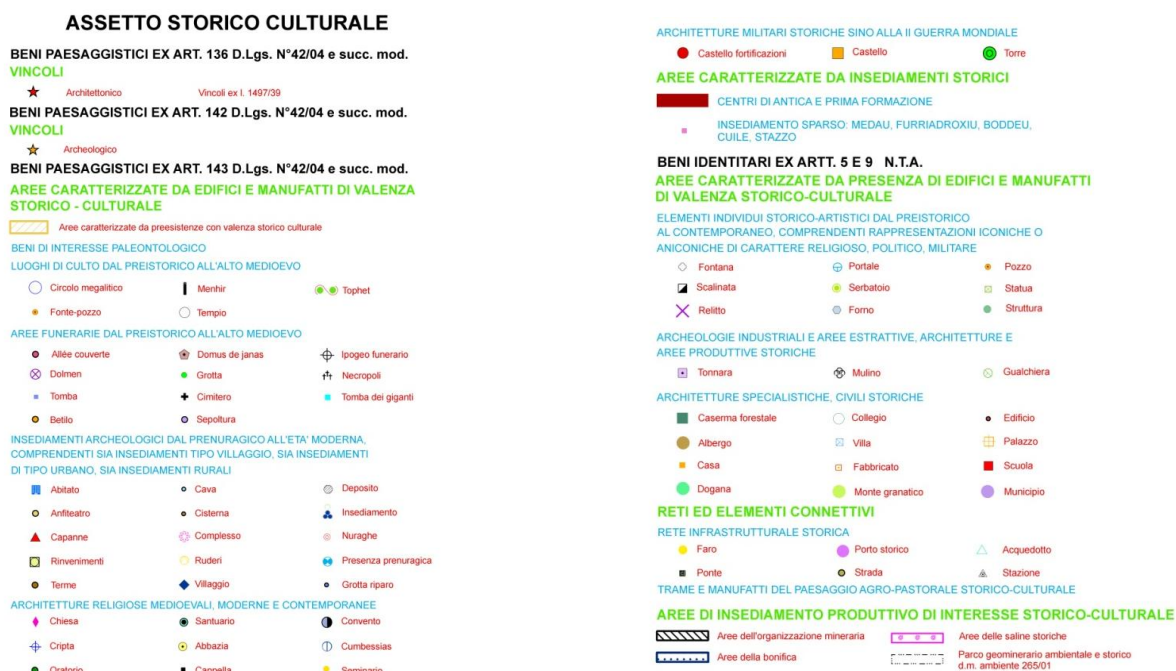 ASSETTO STORICO CULTURALE
BENI PAESAGGISTICI EX ART. 136 D.Lgs. N°42/04 e succ. mod.
VINCOLI
Architettonico Vincoli ex l. 1497/39
BENI PAESAGGISTICI EX ART. 142 D.Lgs. N°42/04 e succ. mod.
VINCOLI
Archeologico
BENI PAESAGGISTICI EX ART. 143 D.Lgs. N°42/04 e succ. mod.
AREE CARATTERIZZATE DA EDIFICI E MANUFATTI DI VALENZA
STORICO - CULTURALE
Aree caratterizzate da preesistenze con valenza storico culturale
BENI DI INTERESSE PALEONTOLOGICO
LUOGHI DI CULTO DAL PREISTORICO ALL'ALTO MEDIOEVO
Circolo megalitico Menhir Tophet
Fonte-pozzo Tempio
AREE FUNERARIE DAL PREISTORICO ALL'ALTO MEDIOEVO
Allée couverte Domus de janas Ipogeo funerario
Dolmen Grotta Necropoli
Tomba Cimitero Tomba dei giganti
Betilo Sepoltura
INSEDIAMENTI ARCHEOLOGICI DAL PRENURAGICO ALL'ETA' MODERNA,
COMPRENDENTI SIA INSEDIAMENTI TIPO VILLAGGIO, SIA INSEDIAMENTI
DI TIPO URBANO, SIA INSEDIAMENTI RURALI
Abitato Cava Deposito
Anfiteatro Cisterna Insediamento
Capanne Complesso Nuraghe
Rinvenimenti Ruderi Presenza prenuragica
Terme Villaggio Grotta riparo
ARCHITETTURE RELIGIOSE MEDIOEVALI, MODERNE E CONTEMPORANEE
Chiesa Santuario Convento
Cripta Abbazia Cumbessias
Oratorio Cappella Seminario
ARCHITETTURE MILITARI STORICHE SINO ALLA II GUERRA MONDIALE
Castello fortificazioni Castello Torre
AREE CARATTERIZZATE DA INSEDIAMENTI STORICI
CENTRI DI ANTICA E PRIMA FORMAZIONE
INSEDIAMENTO SPARSO: MEDAU, FURRIADROXIU, BODDEU,
CUILE, STAZZO
BENI IDENTITARI EX ARTT. 5 E 9 N.T.A.
AREE CARATTERIZZATE DA PRESENZA DI EDIFICI E MANUFATTI
DI VALENZA STORICO-CULTURALE
ELEMENTI INDIVIDUI STORICO-ARTISTICI DAL PREISTORICO
AL CONTEMPORANEO, COMPRENDENTI RAPPRESENTAZIONI ICONICHE O
ANICONICHE DI CARATTERE RELIGIOSO, POLITICO, MILITARE
Fontana Portale Pozzo
Scalinata Serbatoio Statua
Relitto Forno Struttura
ARCHEOLOGIE INDUSTRIALI E AREE ESTRATTIVE, ARCHITETTURE E
AREE PRODUTTIVE STORICHE
Tonnara Mulino Gualchiera
ARCHITETTURE SPECIALISTICHE, CIVILI STORICHE
Caserma forestale Collegio Edificio
Albergo Villa Palazzo
Casa Fabbricato Scuola
Dogana Monte granatico Municipio
RETI ED ELEMENTI CONNETTIVI
RETE INFRASTRUTTURALE STORICA
Faro Porto storico Acquedotto
Ponte Strada Stazione
TRAME E MANUFATTI DEL PAESAGGIO AGRO-PASTORALE STORICO-CULTURALE
AREE DI INSEDIAMENTO PRODUTTIVO DI INTERESSE STORICO-CULTURALE
Aree dell'organizzazione mineraria Aree delle saline storiche
Aree della bonifica Parco geominerario ambientale e storico
d.m. ambiente 265/01